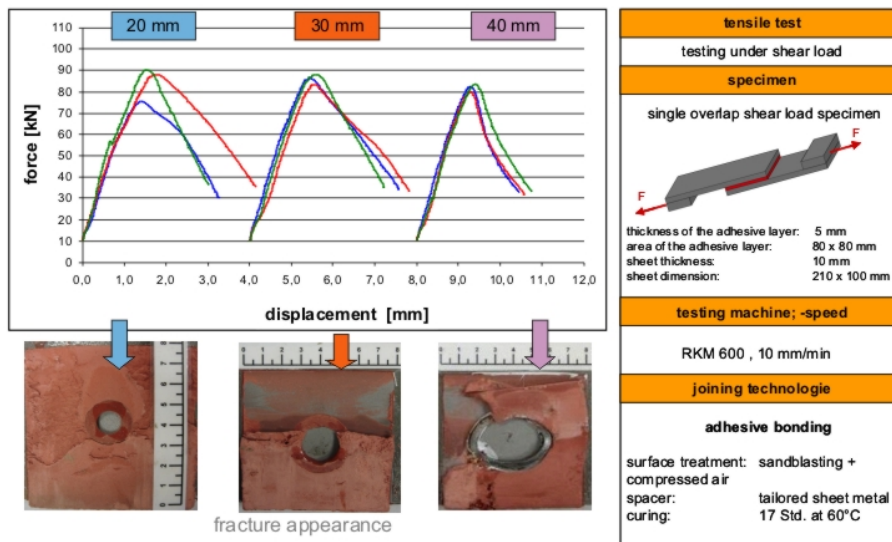 20 mm
30 mm
40 mm
110
100
90
80
70
60
50
40
30
20
10
0
force [kN]
0,0 1,0 2,0 3,0 4,0 5,0 6,0 7,0 8,0 9,0 10,0 11,0 12,0
displacement [mm]
fracture appearance
tensile test
testing under shear load
specimen
single overlap shear load specimen
F
F
thickness of the adhesive layer: 5 mm
area of the adhesive layer: 80 x 80 mm
sheet thickness: 10 mm
sheet dimension: 210 x 100 mm
testing machine; -speed
RKM 600 , 10 mm/min
joining technologie
adhesive bonding
surface treatment: sandblasting +
compressed air
spacer: tailored sheet metal
curing: 17 Std. at 60°C